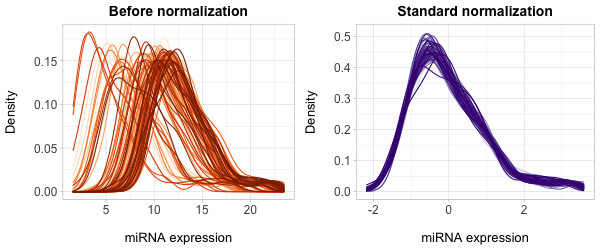 Before normalization
Standard normalization
Density
0.15
0.10
0.05
0.00
5
10
15
20
miRNA expression
Density
0.5
0.4
0.3
0.2
0.1
0.0
-2
0
2
miRNA expression